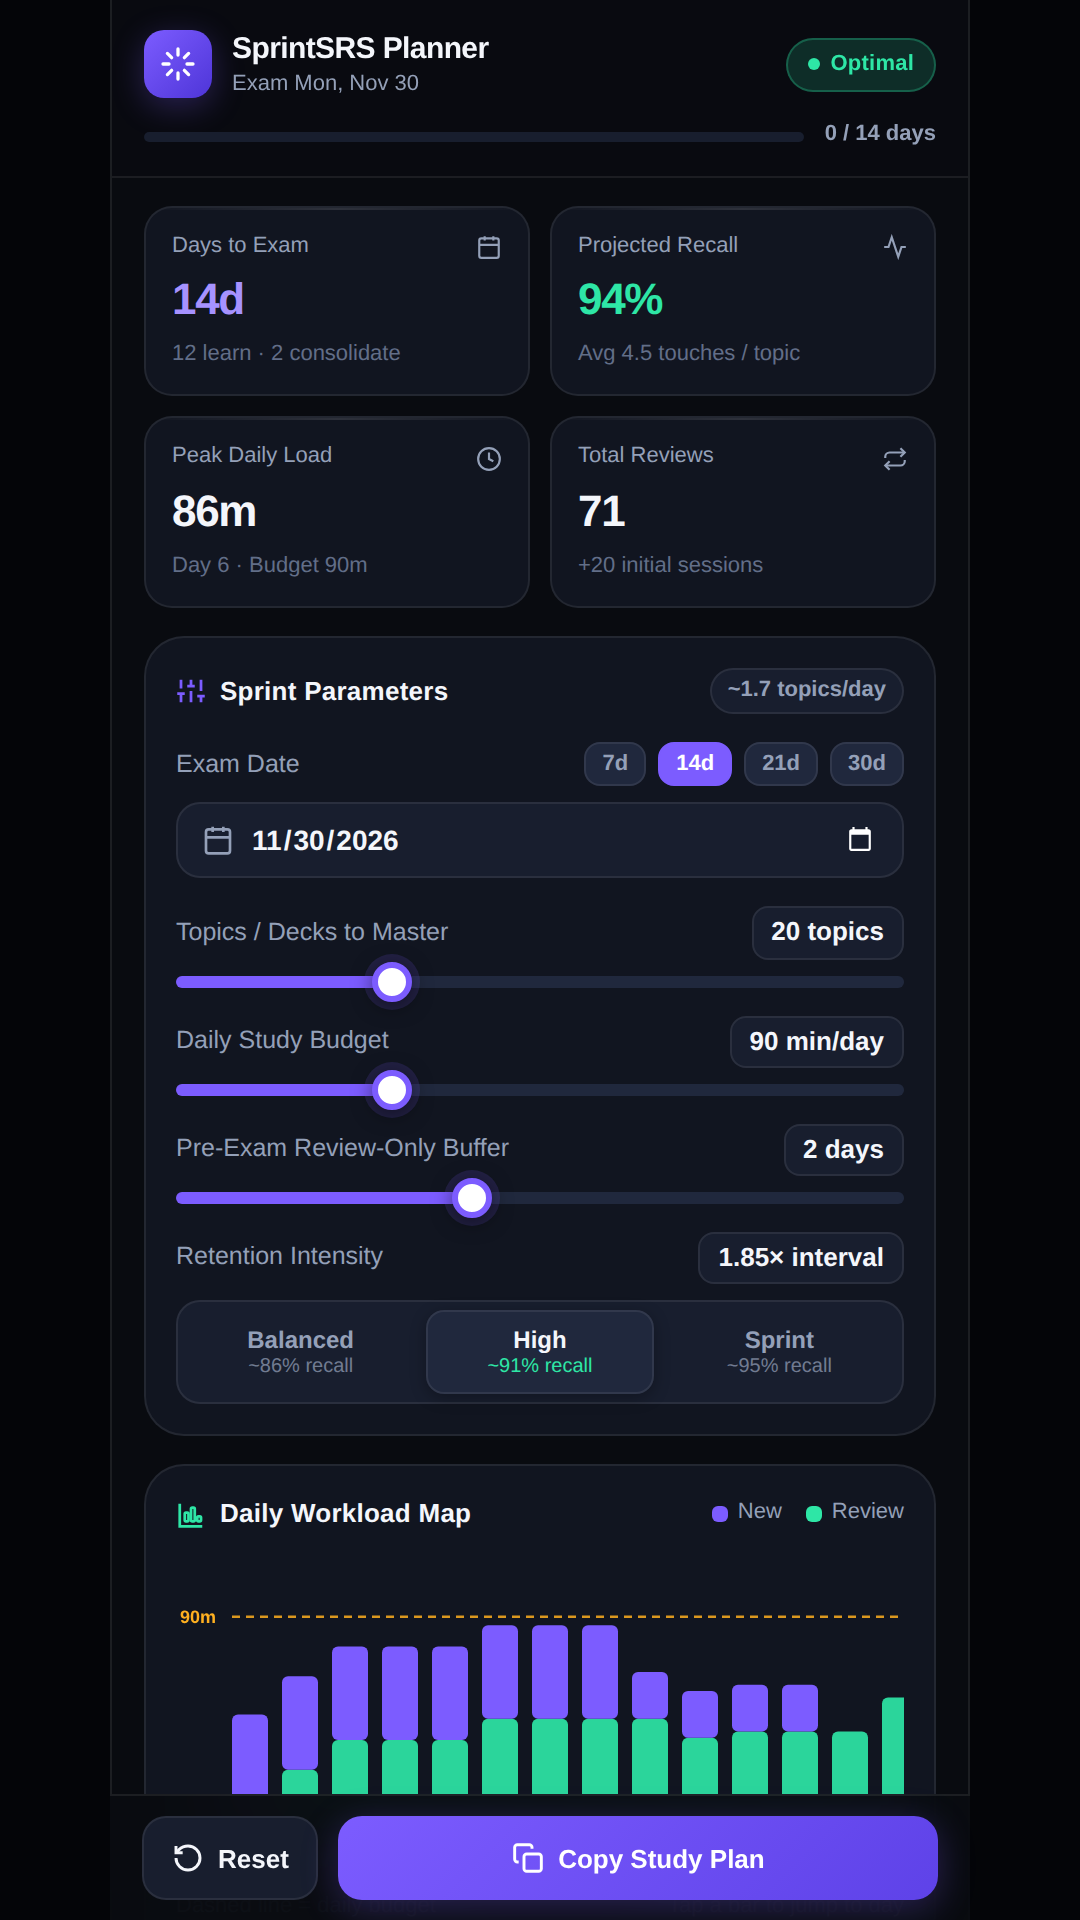 SprintSRS Planner
Exam Mon, Nov 30
Optimal
0 / 14 days
Days to Exam
14d
12 learn · 2 consolidate
Projected Recall
94%
Avg 4.5 touches / topic
Peak Daily Load
86m
Day 6 · Budget 90m
Total Reviews
71
+20 initial sessions
Sprint Parameters
~1.7 topics/day
Exam Date
7d
14d
21d
30d
11/30/2026
Topics / Decks to Master
20 topics
Daily Study Budget
90 min/day
Pre-Exam Review-Only Buffer
2 days
Retention Intensity
1.85× interval
Balanced
~86% recall
High
~91% recall
Sprint
~95% recall
Daily Workload Map
New
Review
90m
Reset
Copy Study Plan